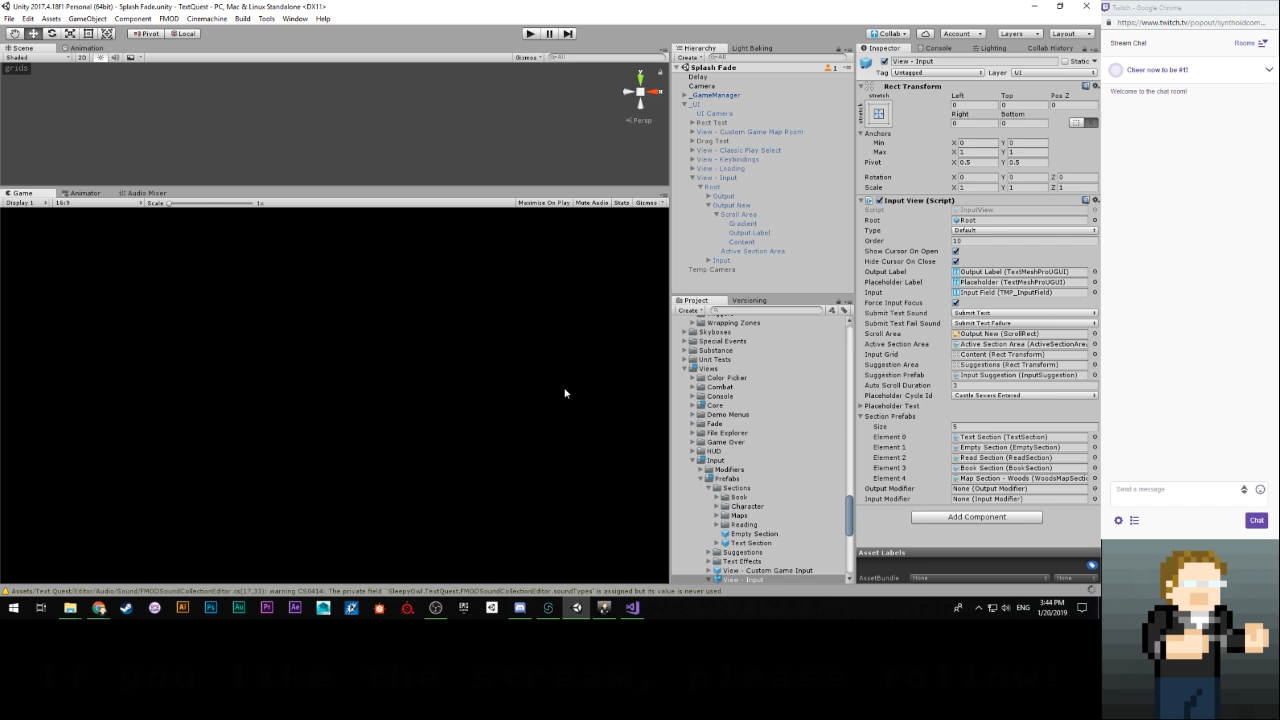 Unity 2017.4.18f1 Personal (64bit) - Splash Fade.unity - TextQuest - PC, Mac & Linux Standalone <DX11>
File Edit Assets GameObject Component FMOD Cinemachine Build Tools Window Help
Pivot Local
Collab Account Layers Layout
Scene Animation
Shaded 2D Gizmos All
grids
Persp
Game Animator Audio Mixer
Display 1 16:9 Scale 1x Maximize On Play Mute Audio Stats Gizmos
Hierarchy Light Baking
Create All
Splash Fade 1
Delay
Camera
_GameManager
_UI
UI Camera
Rect Test
View - Custom Game Map Room
Drag Test
View - Classic Play Select
View - Keybindings
View - Loading
View - Input
Root
Output
Output New
Scroll Area
Gradient
Output Label
Content
Active Section Area
Input
Temp Camera
Project Versioning
Create
Wrapping Zones
Skyboxes
Special Events
Substance
Unit Tests
Views
Color Picker
Combat
Console
Core
Demo Menus
Fade
File Explorer
Game Over
HUD
Input
Modifiers
Prefabs
Sections
Book
Character
Maps
Reading
Empty Section
Text Section
Suggestions
Text Effects
View - Custom Game Input
View - Input
Inspector Console Lighting Collab History
View - Input Static
Tag Untagged Layer UI
Rect Transform
stretch Left Top Pos Z
stretch 0 0 0
Right Bottom
0 0
Anchors
Min X 0 Y 0
Max X 1 Y 1
Pivot X 0.5 Y 0.5
Rotation X 0 Y 0 Z 0
Scale X 1 Y 1 Z 1
Input View (Script)
Script InputView
Root Root
Type Default
Order 10
Show Cursor On Open
Hide Cursor On Close
Output Label Output Label (TextMeshProUGUI)
Placeholder Label Placeholder (TextMeshProUGUI)
Input Input Field (TMP_InputField)
Force Input Focus
Submit Text Sound Submit Text
Submit Text Fail Sound Submit Text Failure
Scroll Area Output New (ScrollRect)
Active Section Area Active Section Area (ActiveSectionArea
Input Grid Content (Rect Transform)
Suggestion Area Suggestions (Rect Transform)
Suggestion Prefab Input Suggestion (InputSuggestion)
Auto Scroll Duration 3
Placeholder Cycle Id Castle Sewers Entered
Placeholder Text
Section Prefabs
Size 5
Element 0 Text Section (TextSection)
Element 1 Empty Section (EmptySection)
Element 2 Read Section (ReadSection)
Element 3 Book Section (BookSection)
Element 4 Map Section - Woods (WoodsMapSectio
Output Modifier None (Output Modifier)
Input Modifier None (Input Modifier)
Add Component
Asset Labels
AssetBundle None None
Assets/Text Quest/Editor/Audio/Sound/FMODSoundCollectionEditor.cs(17,33): warning CS0414: The private field `SleepyOwl.TextQuest.FMODSoundCollectionEditor.soundTypes' is assigned but its value is never used
ENG
3:44 PM
1/20/2019
Twitch - Google Chrome
https://www.twitch.tv/popout/synthoidcom...
Stream Chat Rooms
Cheer now to be #1!
Welcome to the chat room!
Send a message
Chat
If you like the stream, please follow!